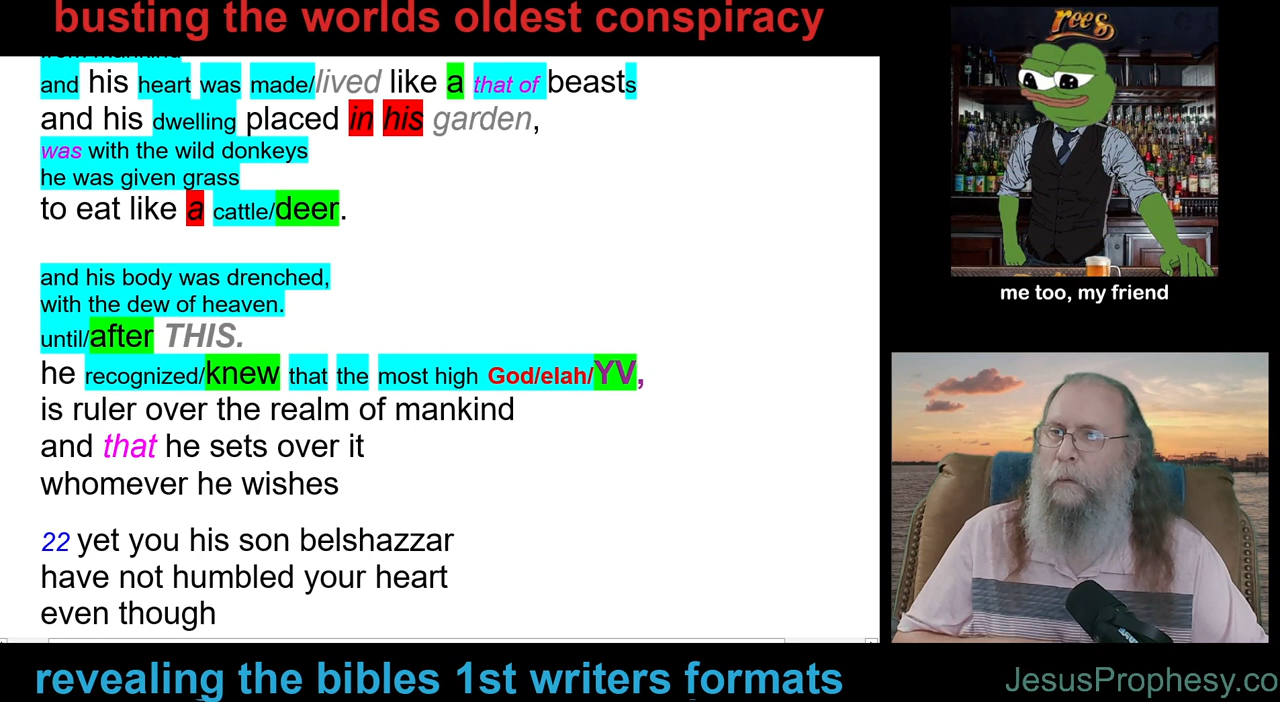 busting the worlds oldest conspiracy
from mankind
and his heart was made/lived like a that of beasts
and his dwelling placed in his garden,
was with the wild donkeys
he was given grass
to eat like a cattle/deer.
and his body was drenched,
with the dew of heaven.
until/after THIS.
he recognized/knew that the most high God/elah/YV,
is ruler over the realm of mankind
and that he sets over it
whomever he wishes
22 yet you his son belshazzar
have not humbled your heart
even though
rees
me too, my friend
revealing the bibles 1st writers formats
JesusProphesy.co